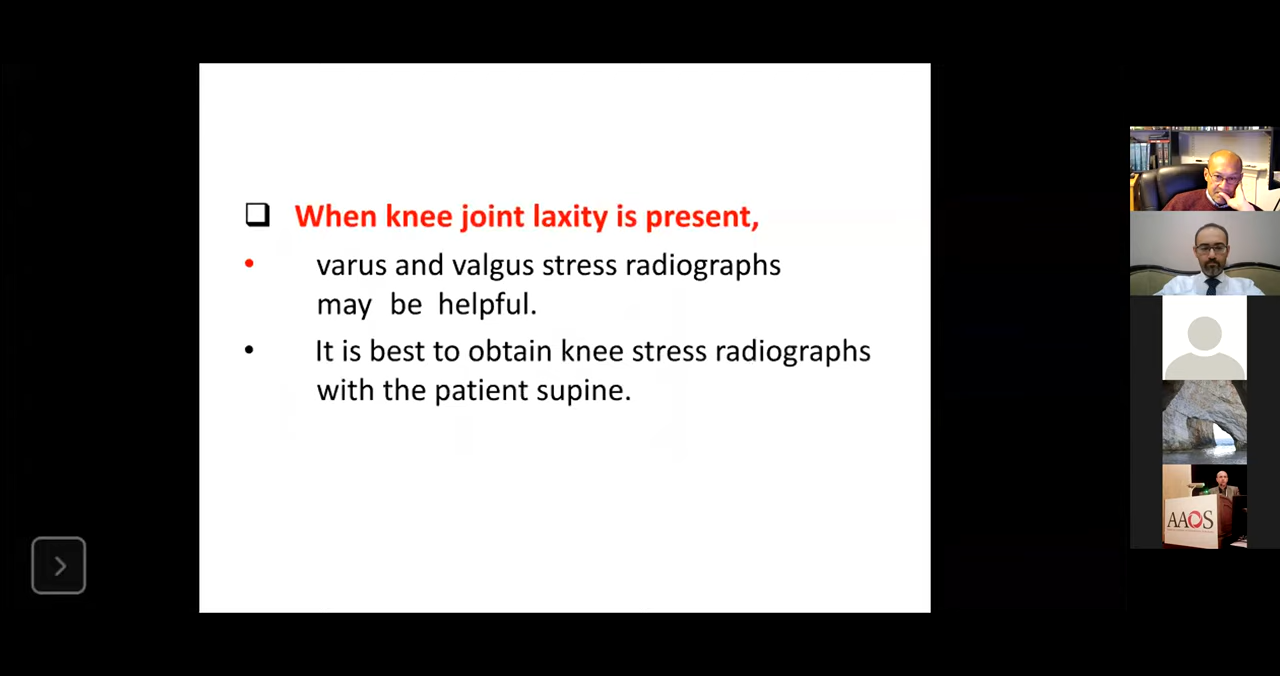 When knee joint laxity is present,
varus and valgus stress radiographs
may be helpful.
It is best to obtain knee stress radiographs
with the patient supine.
AAOS